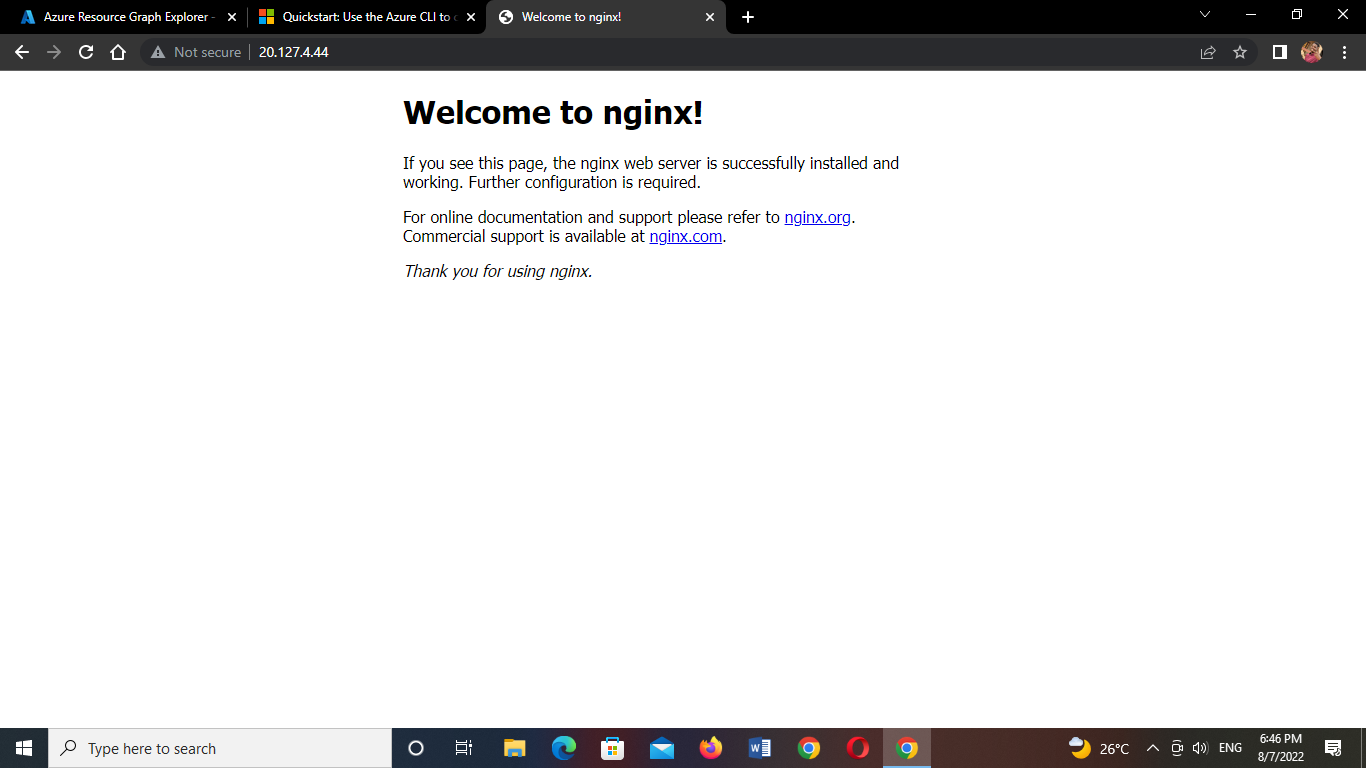 Azure Resource Graph Explorer -
Quickstart: Use the Azure CLI to c
Welcome to nginx!
Not secure
20.127.4.44
Welcome to nginx!
If you see this page, the nginx web server is successfully installed and
working. Further configuration is required.
For online documentation and support please refer to nginx.org.
Commercial support is available at nginx.com.
Thank you for using nginx.
Type here to search
26°C
ENG
6:46 PM
8/7/2022